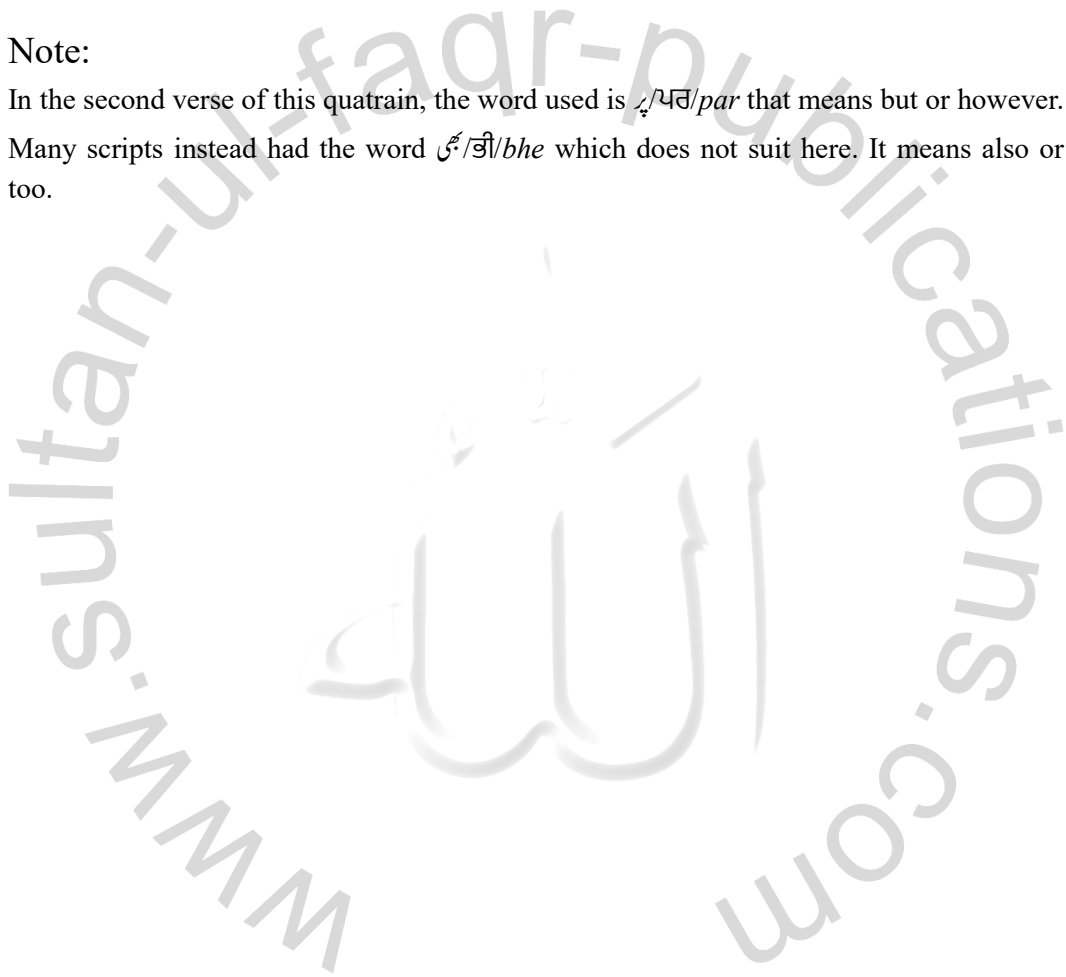 Note:
In the second verse of this quatrain, the word used is پر/ਪਰ/par that means but or however.
Many scripts instead had the word بھی/ਭੀ/bhe which does not suit here. It means also or
too.
www.sultan-ul-faqr-publications.com
الله